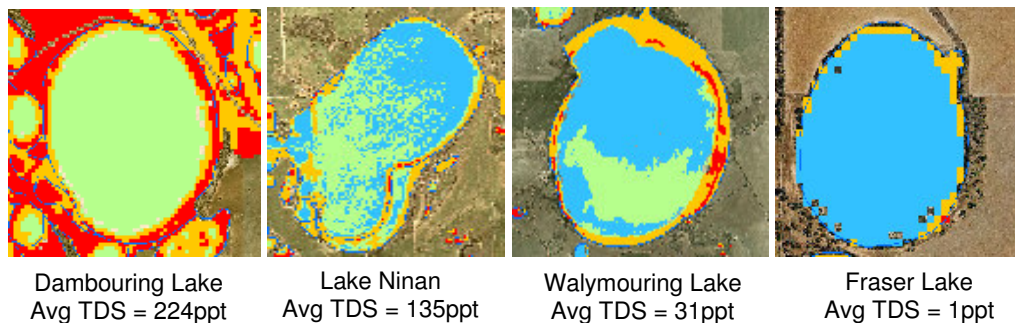 Dambouring Lake
Avg TDS = 224ppt
Lake Ninan
Avg TDS = 135ppt
Walymouring Lake
Avg TDS = 31ppt
Fraser Lake
Avg TDS = 1ppt